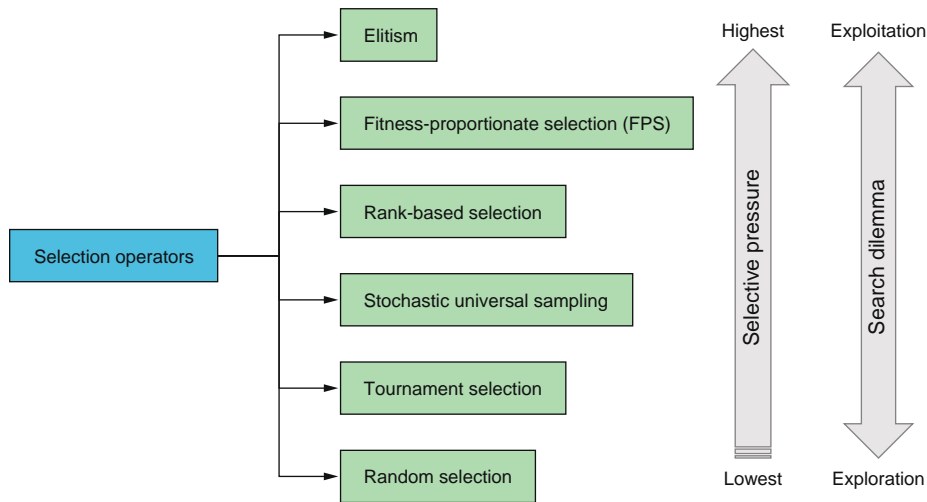 Selection operators
Elitism
Fitness-proportionate selection (FPS)
Rank-based selection
Stochastic universal sampling
Tournament selection
Random selection
Highest
Selective pressure
Lowest
Exploitation
Search dilemma
Exploration